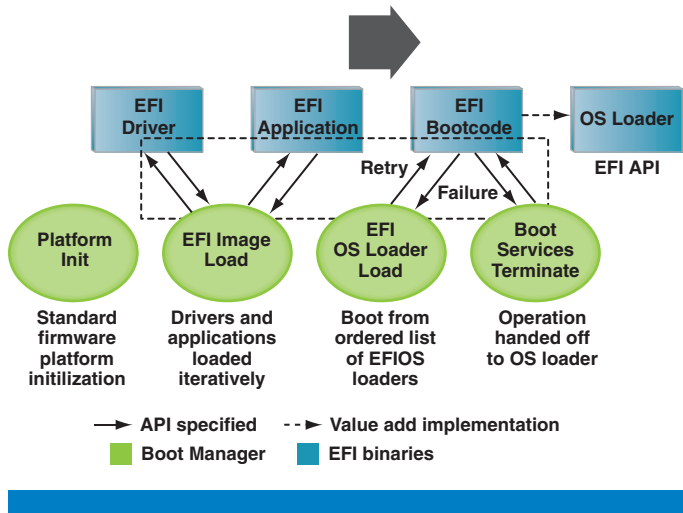 EFI
Driver
EFI
Application
EFI
Bootcode
OS Loader
EFI API
Retry
Failure
Platform
Init
EFI Image
Load
EFI
OS Loader
Load
Boot
Services
Terminate
Standard
firmware
platform
initilization
Drivers and
applications
loaded
iteratively
Boot from
ordered list
of EFIOS
loaders
Operation
handed off
to OS loader
API specified
Value add implementation
Boot Manager
EFI binaries